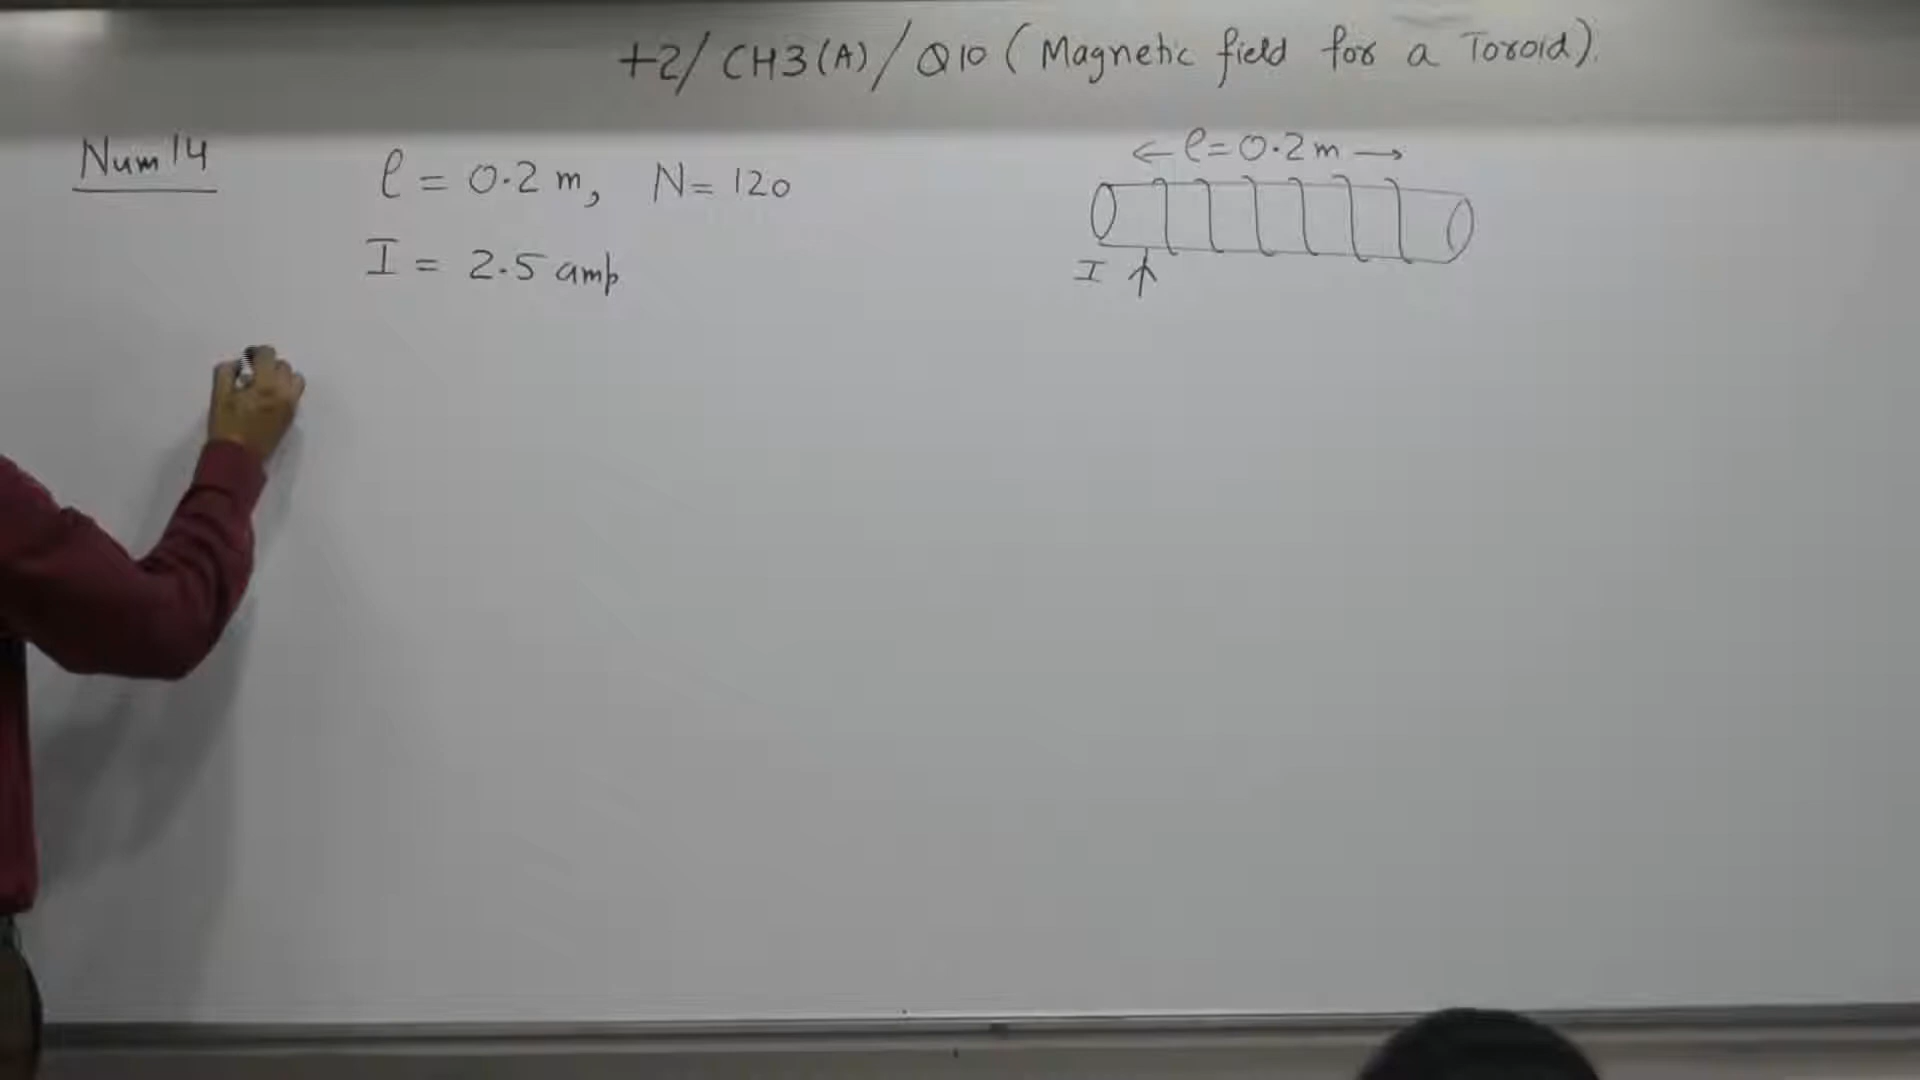 +2/ CH3(A)/ Q10 (Magnetic field for a Toroid).
Num 14
l = 0.2 m, N = 120
I = 2.5 amp
← l=0.2 m →
I ↑